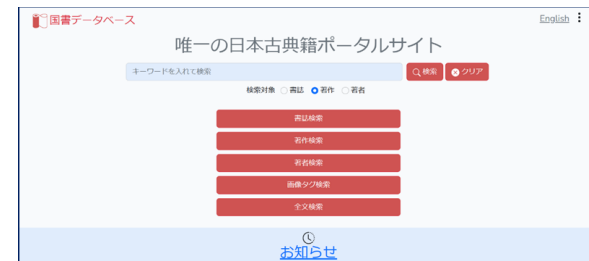 国書データベース
English
唯一の日本古典籍ポータルサイト
キーワードを入れて検索
検索
クリア
検索対象 書誌 著作 著者
書誌検索
著作検索
著者検索
画像タグ検索
全文検索
お知らせ